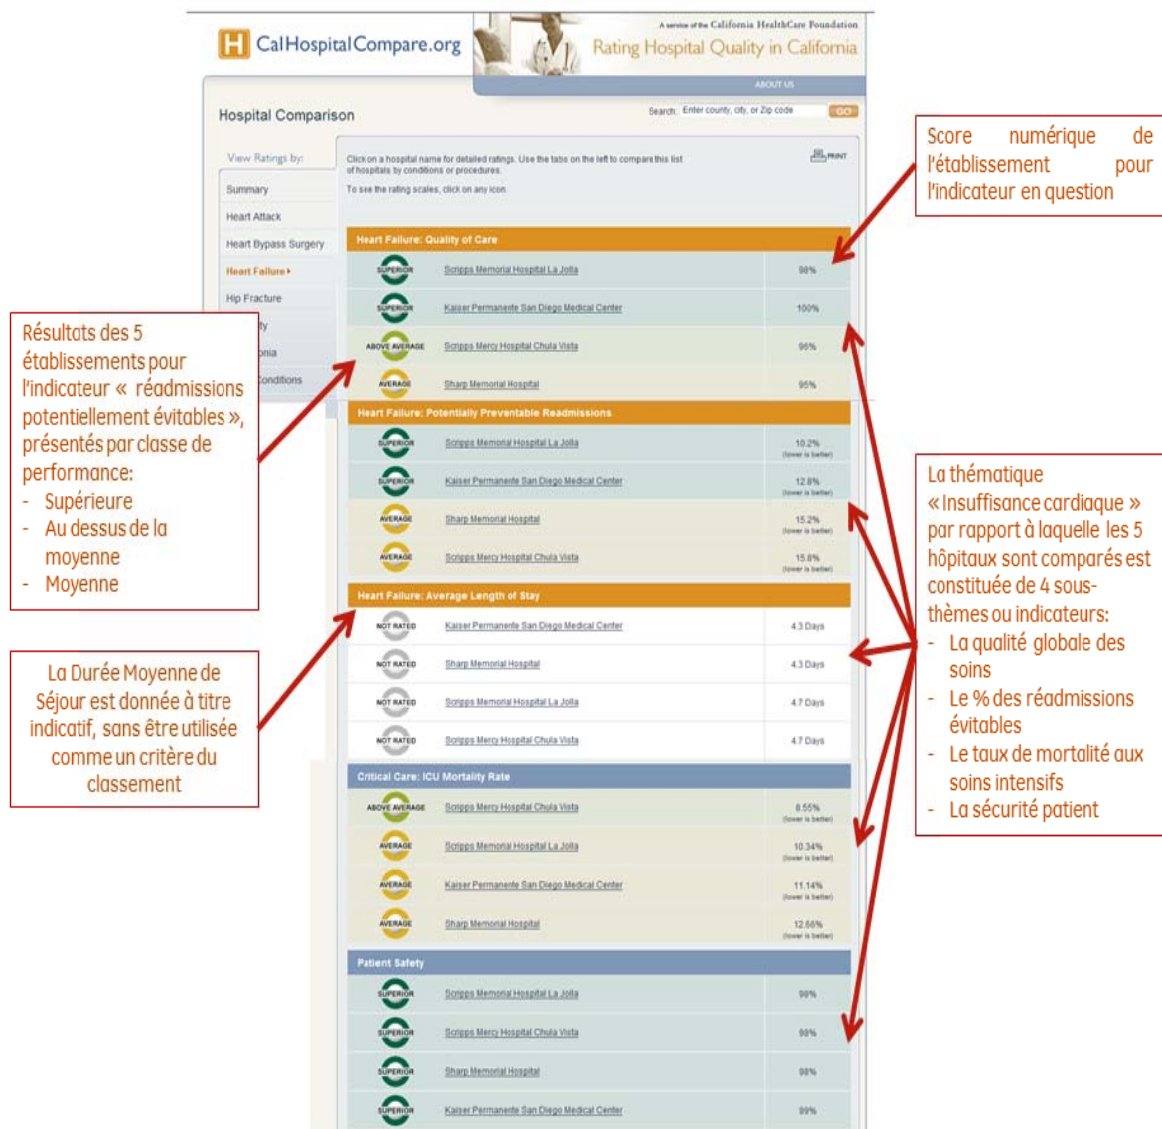 CalHospitalCompare.org
A service of the California HealthCare Foundation
Rating Hospital Quality in California
ABOUT US
Hospital Comparison
Search: Enter county, city, or Zip code GO
View Ratings by:
Summary
Heart Attack
Heart Bypass Surgery
Heart Failure
Hip Fracture
ty
onia
Conditions
Click on a hospital name for detailed ratings. Use the tabs on the left to compare this list
of hospitals by conditions or procedures.
To see the rating scales, click on any icon.
PRINT
Heart Failure: Quality of Care
SUPERIOR Scripps Memorial Hospital La Jolla 98%
SUPERIOR Kaiser Permanente San Diego Medical Center 100%
ABOVE AVERAGE Scripps Mercy Hospital Chula Vista 96%
AVERAGE Sharp Memorial Hospital 95%
Heart Failure: Potentially Preventable Readmissions
SUPERIOR Scripps Memorial Hospital La Jolla 10.2%
(lower is better)
SUPERIOR Kaiser Permanente San Diego Medical Center 12.8%
(lower is better)
AVERAGE Sharp Memorial Hospital 15.2%
(lower is better)
AVERAGE Scripps Mercy Hospital Chula Vista 15.8%
(lower is better)
Heart Failure: Average Length of Stay
NOT RATED Kaiser Permanente San Diego Medical Center 4.3 Days
NOT RATED Sharp Memorial Hospital 4.3 Days
NOT RATED Scripps Memorial Hospital La Jolla 4.7 Days
NOT RATED Scripps Mercy Hospital Chula Vista 4.7 Days
Critical Care: ICU Mortality Rate
ABOVE AVERAGE Scripps Mercy Hospital Chula Vista 8.55%
(lower is better)
AVERAGE Scripps Memorial Hospital La Jolla 10.34%
(lower is better)
AVERAGE Kaiser Permanente San Diego Medical Center 11.14%
(lower is better)
AVERAGE Sharp Memorial Hospital 12.66%
(lower is better)
Patient Safety
SUPERIOR Scripps Memorial Hospital La Jolla 98%
SUPERIOR Scripps Mercy Hospital Chula Vista 98%
SUPERIOR Sharp Memorial Hospital 98%
SUPERIOR Kaiser Permanente San Diego Medical Center 99%
Résultats des 5
établissements pour
l'indicateur « réadmissions
potentiellement évitables »,
présentés par classe de
performance:
- Supérieure
- Au dessus de la
moyenne
- Moyenne
La Durée Moyenne de
Séjour est donnée à titre
indicatif, sans être utilisée
comme un critère du
classement
Score numérique de
l'établissement pour
l'indicateur en question
La thématique
« Insuffisance cardiaque »
par rapport à laquelle les 5
hôpitaux sont comparés est
constituée de 4 sous-
thèmes ou indicateurs:
- La qualité globale des
soins
- Le % des réadmissions
évitables
- Le taux de mortalité aux
soins intensifs
- La sécurité patient